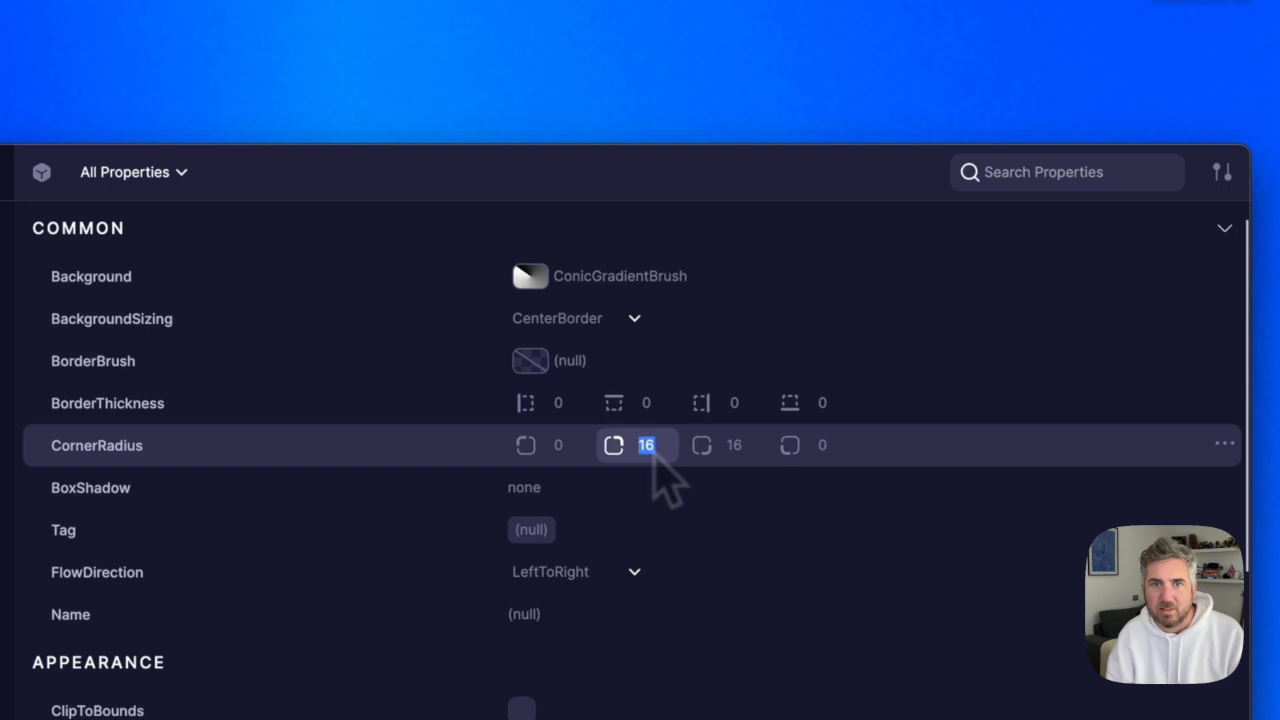 All Properties
Search Properties
COMMON
Background ConicGradientBrush
BackgroundSizing CenterBorder
BorderBrush (null)
BorderThickness 0 0 0 0
CornerRadius 0 16 16 0
BoxShadow none
Tag (null)
FlowDirection LeftToRight
Name (null)
APPEARANCE
ClipToBounds